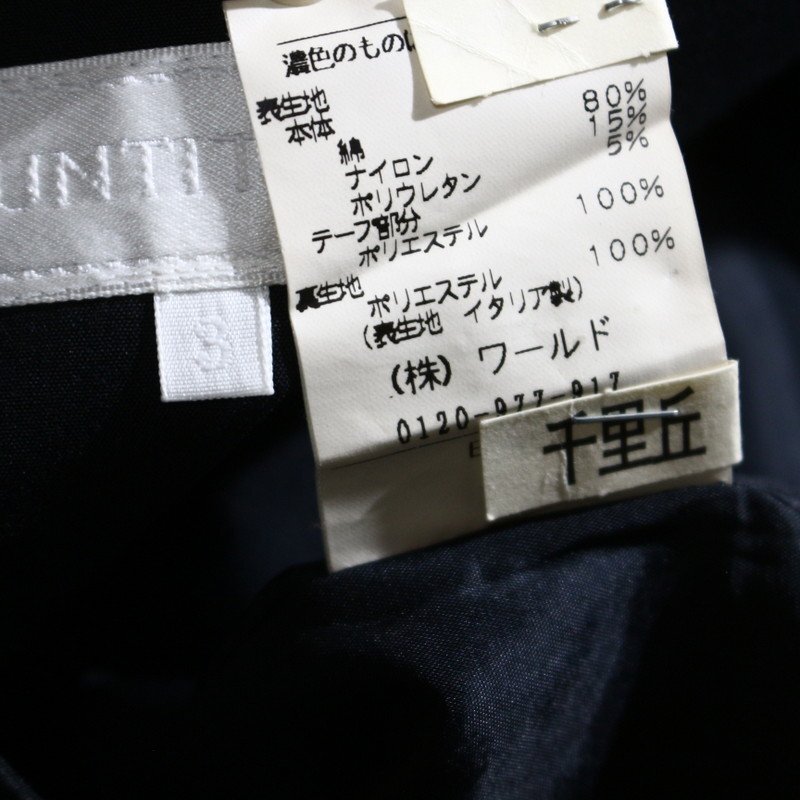 UNTIT
濃色のものは
表生地
本体
綿 80%
ナイロン 15%
ポリウレタン 5%
テープ部分
ポリエステル 100%
裏生地
ポリエステル 100%
(表生地 イタリア製)
(株) ワールド
0120-977-917
千里丘